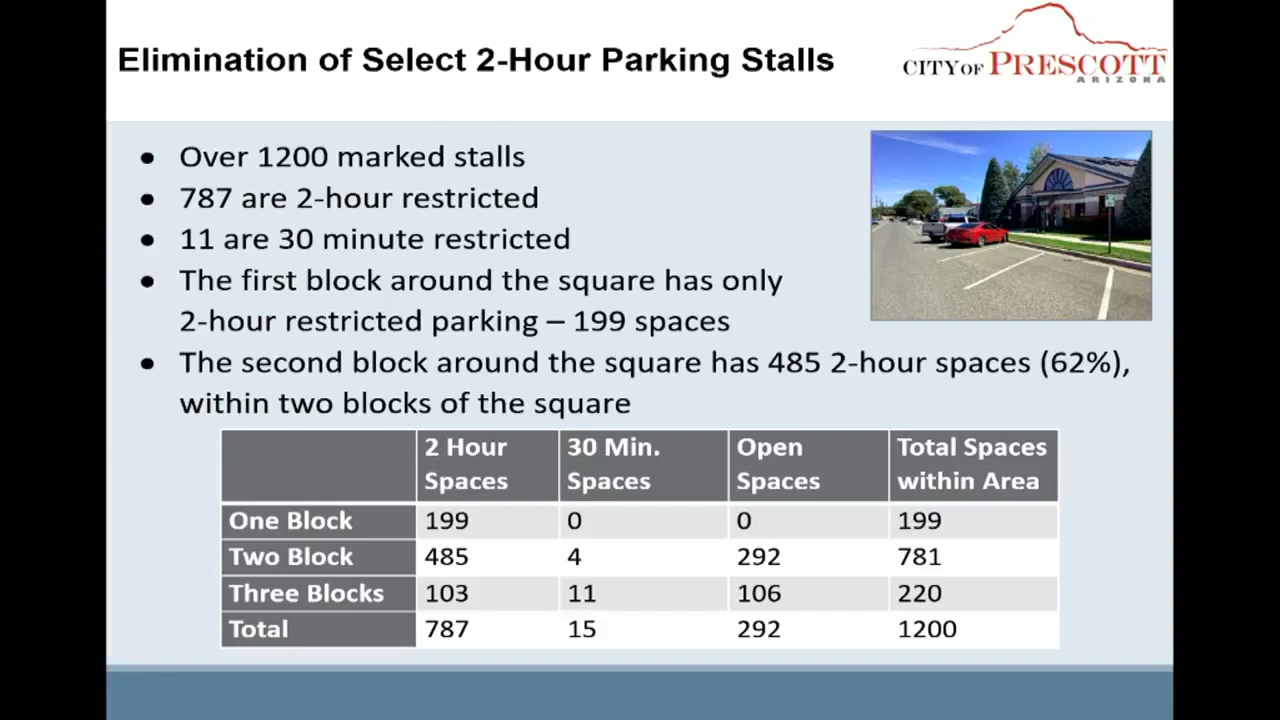 Elimination of Select 2-Hour Parking Stalls
CITY OF PRESCOTT
ARIZONA
• Over 1200 marked stalls
• 787 are 2-hour restricted
• 11 are 30 minute restricted
• The first block around the square has only
2-hour restricted parking – 199 spaces
• The second block around the square has 485 2-hour spaces (62%),
within two blocks of the square
2 Hour Spaces 30 Min. Spaces Open Spaces Total Spaces within Area
One Block 199 0 0 199
Two Block 485 4 292 781
Three Blocks 103 11 106 220
Total 787 15 292 1200